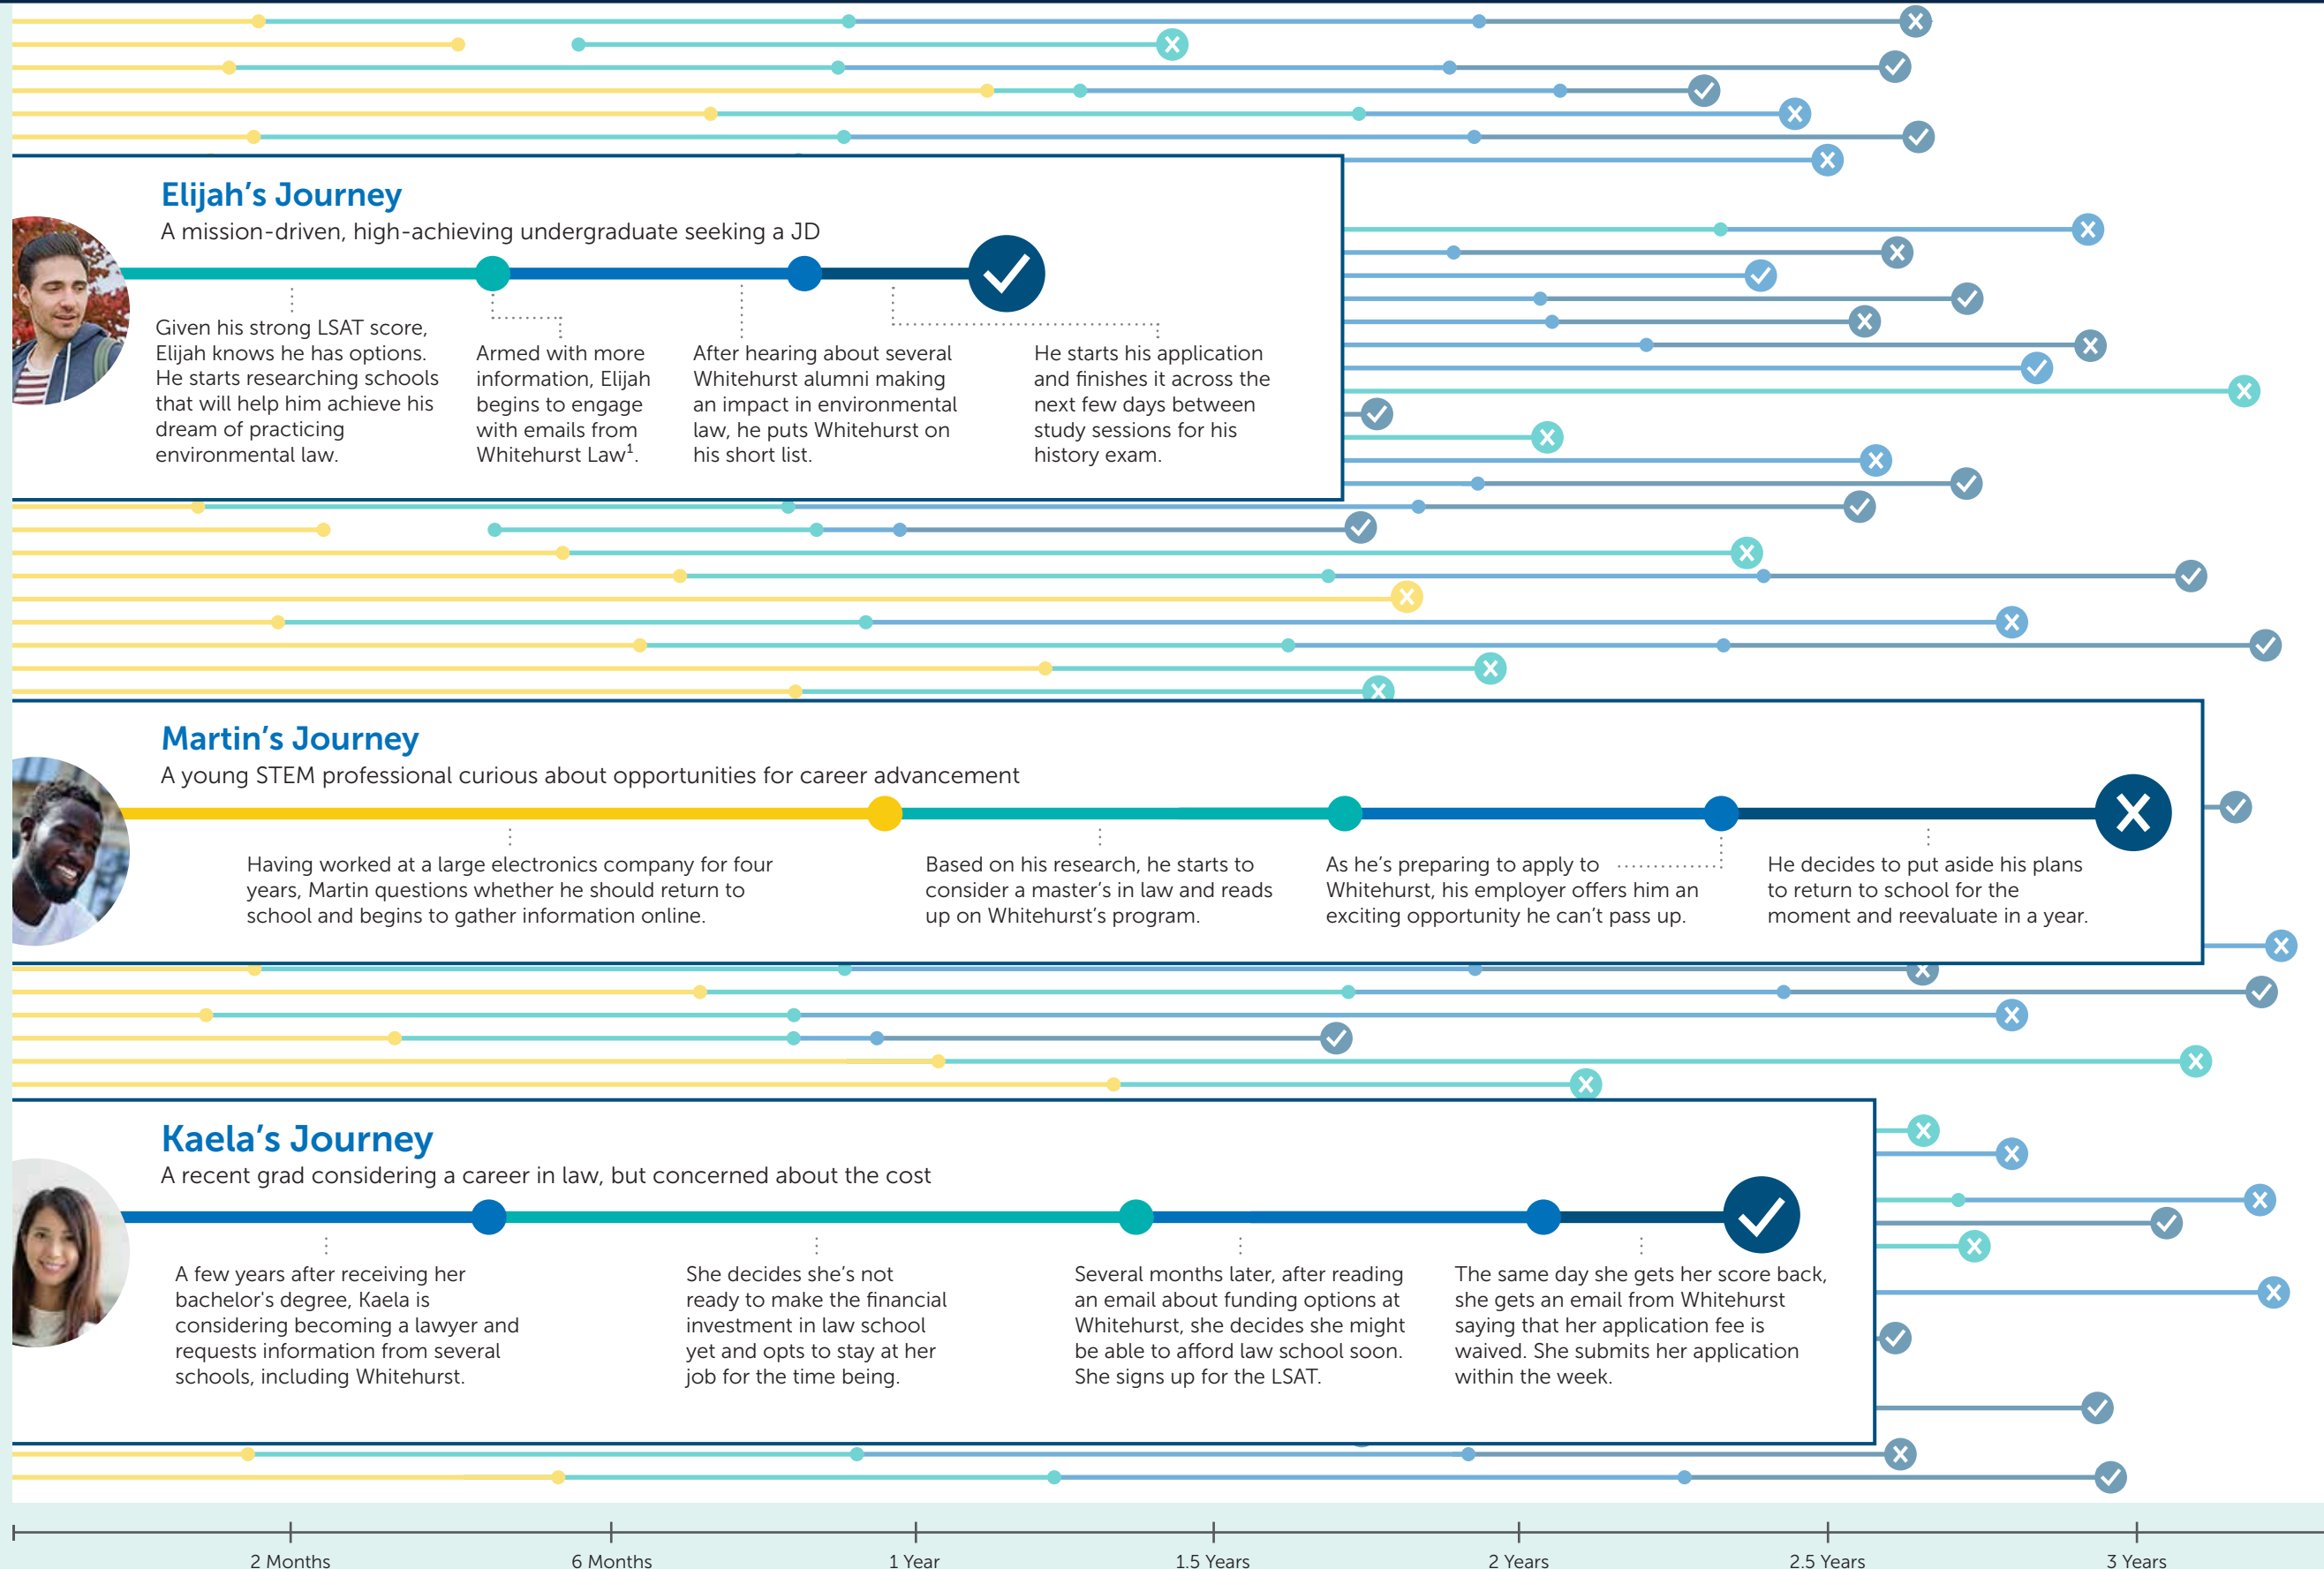 Elijah’s Journey
A mission-driven, high-achieving undergraduate seeking a JD
Given his strong LSAT score,
Elijah knows he has options.
He starts researching schools
that will help him achieve his
dream of practicing
environmental law.
Armed with more
information, Elijah
begins to engage
with emails from
Whitehurst Law¹.
After hearing about several
Whitehurst alumni making
an impact in environmental
law, he puts Whitehurst on
his short list.
He starts his application
and finishes it across the
next few days between
study sessions for his
history exam.
Martin’s Journey
A young STEM professional curious about opportunities for career advancement
Having worked at a large electronics company for four
years, Martin questions whether he should return to
school and begins to gather information online.
Based on his research, he starts to
consider a master’s in law and reads
up on Whitehurst’s program.
As he’s preparing to apply to
Whitehurst, his employer offers him an
exciting opportunity he can’t pass up.
He decides to put aside his plans
to return to school for the
moment and reevaluate in a year.
Kaela’s Journey
A recent grad considering a career in law, but concerned about the cost
A few years after receiving her
bachelor's degree, Kaela is
considering becoming a lawyer and
requests information from several
schools, including Whitehurst.
She decides she’s not
ready to make the financial
investment in law school
yet and opts to stay at her
job for the time being.
Several months later, after reading
an email about funding options at
Whitehurst, she decides she might
be able to afford law school soon.
She signs up for the LSAT.
The same day she gets her score back,
she gets an email from Whitehurst
saying that her application fee is
waived. She submits her application
within the week.
2 Months
6 Months
1 Year
1.5 Years
2 Years
2.5 Years
3 Years